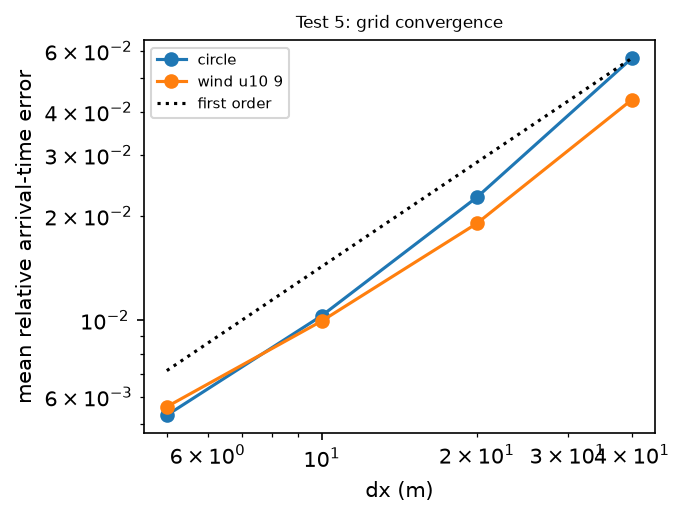 Test 5: grid convergence
circle
wind u10 9
first order
mean relative arrival-time error
6 × 10⁻²
4 × 10⁻²
3 × 10⁻²
2 × 10⁻²
10⁻²
6 × 10⁻³
6 × 10⁰
10¹
2 × 10¹
3 × 10¹
4 × 10¹
dx (m)